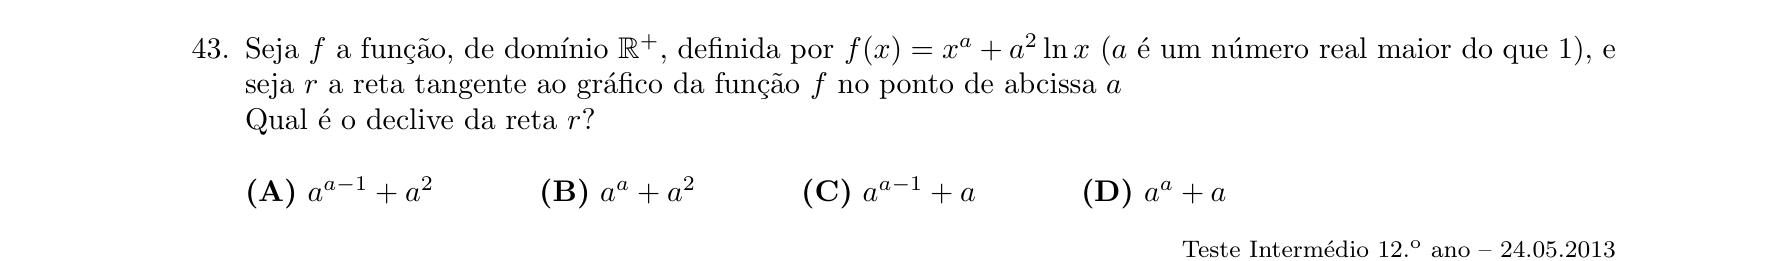 43. Seja f a função, de domínio ℝ⁺, definida por f(x) = xᵃ + a² ln x (a é um número real maior do que 1), e
seja r a reta tangente ao gráfico da função f no ponto de abcissa a
Qual é o declive da reta r?
(A) aᵃ⁻¹ + a² (B) aᵃ + a² (C) aᵃ⁻¹ + a (D) aᵃ + a
Teste Intermédio 12.º ano – 24.05.2013